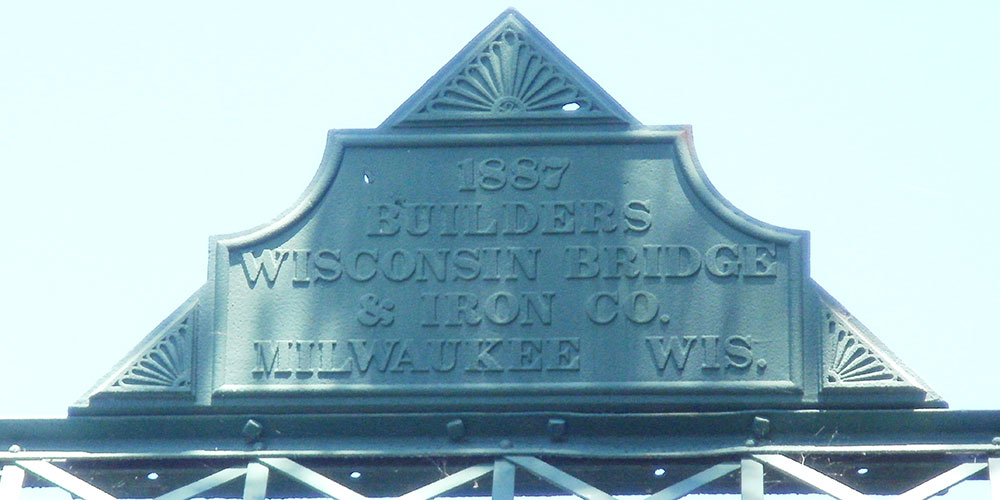 1887
BUILDERS
WISCONSIN BRIDGE
& IRON CO.
MILWAUKEE WIS.